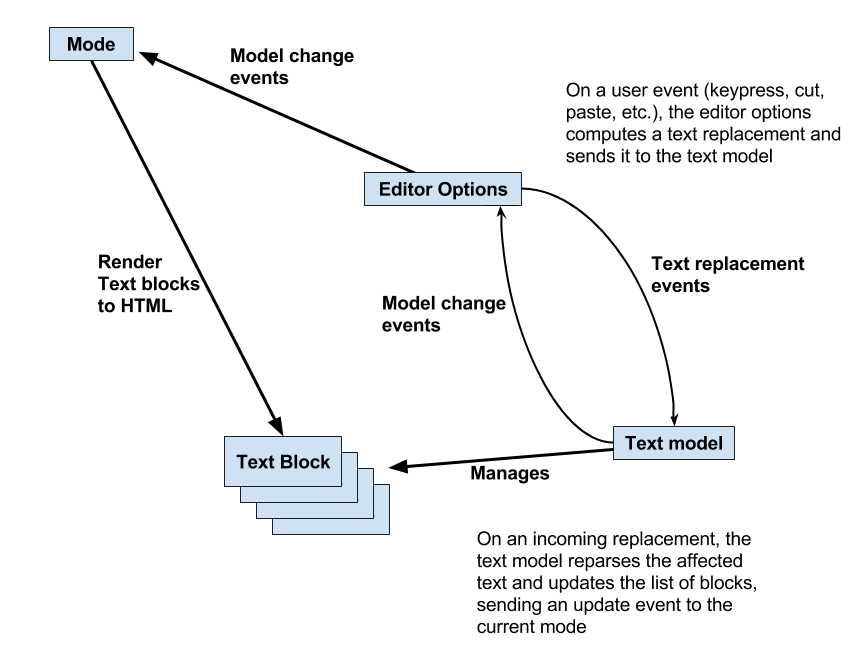 Mode
Model change
events
On a user event (keypress, cut,
paste, etc.), the editor options
computes a text replacement and
sends it to the text model
Editor Options
Render
Text blocks
to HTML
Text replacement
events
Model change
events
Text model
Text Block
Manages
On an incoming replacement, the
text model reparses the affected
text and updates the list of blocks,
sending an update event to the
current mode